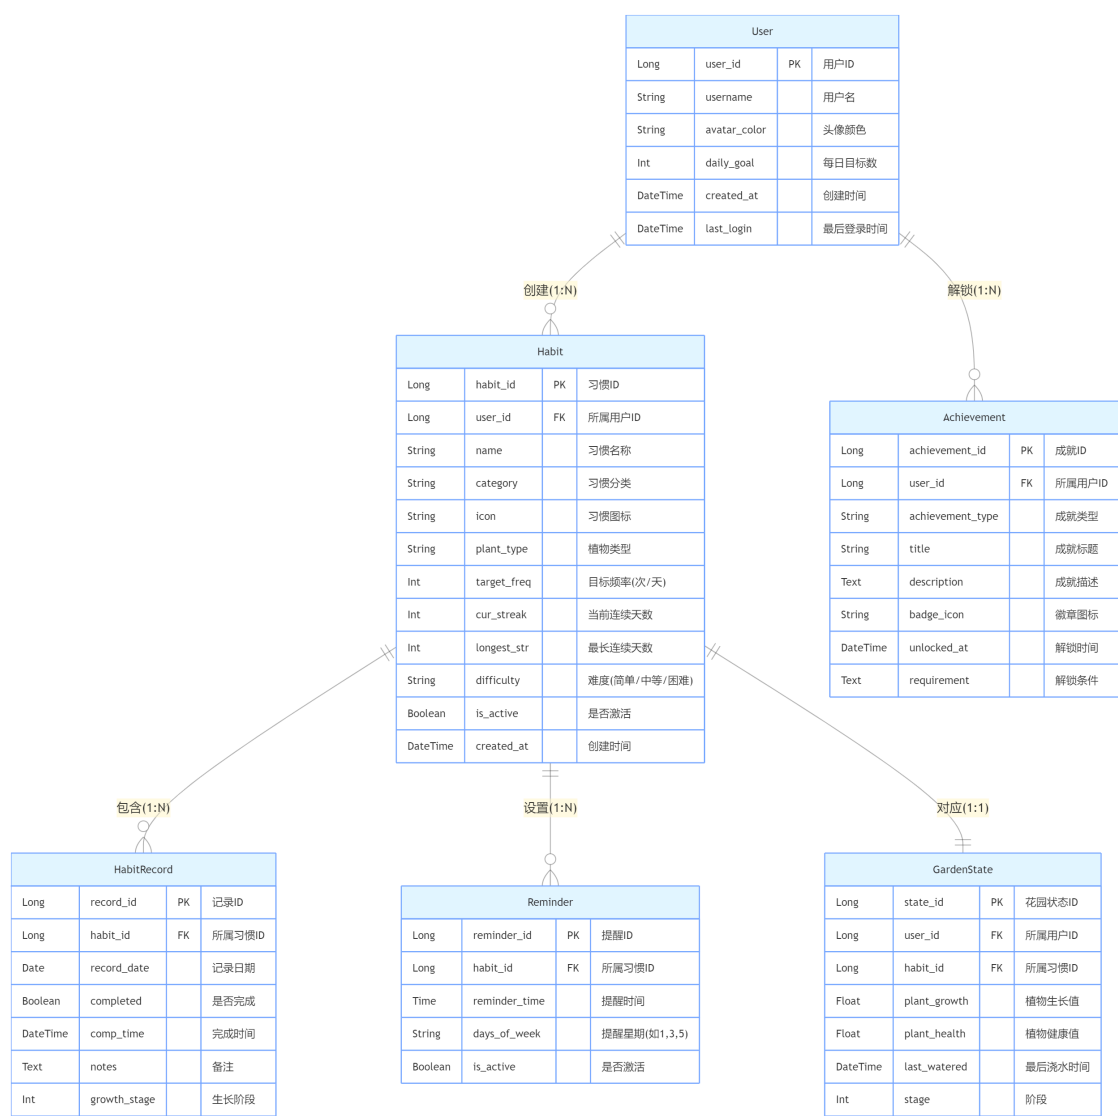 User
Long user_id PK 用户ID
String username 用户名
String avatar_color 头像颜色
Int daily_goal 每日目标数
DateTime created_at 创建时间
DateTime last_login 最后登录时间
创建(1:N)
解锁(1:N)
Habit
Long habit_id PK 习惯ID
Long user_id FK 所属用户ID
String name 习惯名称
String category 习惯分类
String icon 习惯图标
String plant_type 植物类型
Int target_freq 目标频率(次/天)
Int cur_streak 当前连续天数
Int longest_str 最长连续天数
String difficulty 难度(简单/中等/困难)
Boolean is_active 是否激活
DateTime created_at 创建时间
Achievement
Long achievement_id PK 成就ID
Long user_id FK 所属用户ID
String achievement_type 成就类型
String title 成就标题
Text description 成就描述
String badge_icon 徽章图标
DateTime unlocked_at 解锁时间
Text requirement 解锁条件
包含(1:N)
设置(1:N)
对应(1:1)
HabitRecord
Long record_id PK 记录ID
Long habit_id FK 所属习惯ID
Date record_date 记录日期
Boolean completed 是否完成
DateTime comp_time 完成时间
Text notes 备注
Int growth_stage 生长阶段
Reminder
Long reminder_id PK 提醒ID
Long habit_id FK 所属习惯ID
Time reminder_time 提醒时间
String days_of_week 提醒星期(如1,3,5)
Boolean is_active 是否激活
GardenState
Long state_id PK 花园状态ID
Long user_id FK 所属用户ID
Long habit_id FK 所属习惯ID
Float plant_growth 植物生长值
Float plant_health 植物健康值
DateTime last_watered 最后浇水时间
Int stage 阶段